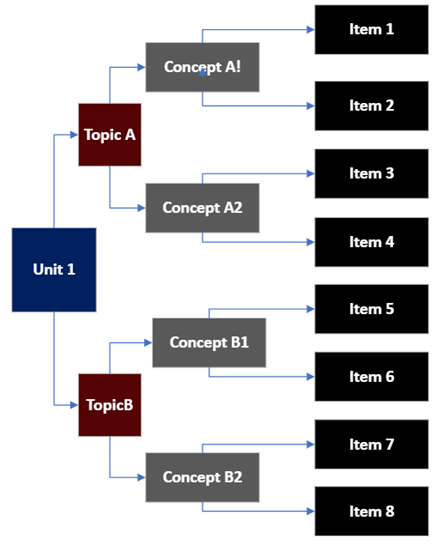 Item 1
Concept A!
Item 2
Topic A
Item 3
Concept A2
Item 4
Unit 1
Item 5
Concept B1
Item 6
TopicB
Item 7
Concept B2
Item 8